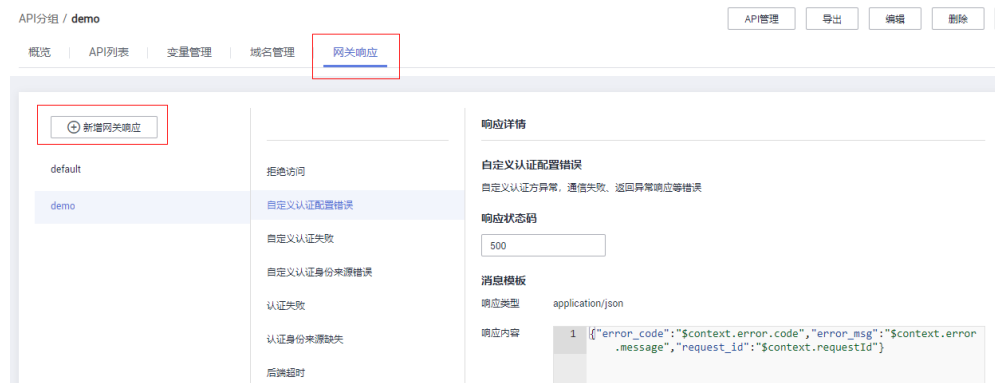 API分组 / demo
API管理
导出
编辑
删除
概览
API列表
变量管理
域名管理
网关响应
新增网关响应
default
demo
拒绝访问
自定义认证配置错误
自定义认证失败
自定义认证身份来源错误
认证失败
认证身份来源缺失
后端超时
响应详情
自定义认证配置错误
自定义认证方异常，通信失败、返回异常响应等错误
响应状态码
500
消息模板
响应类型 application/json
响应内容
1 {"error_code":"$context.error.code","error_msg":"$context.error
.message","request_id":"$context.requestId"}